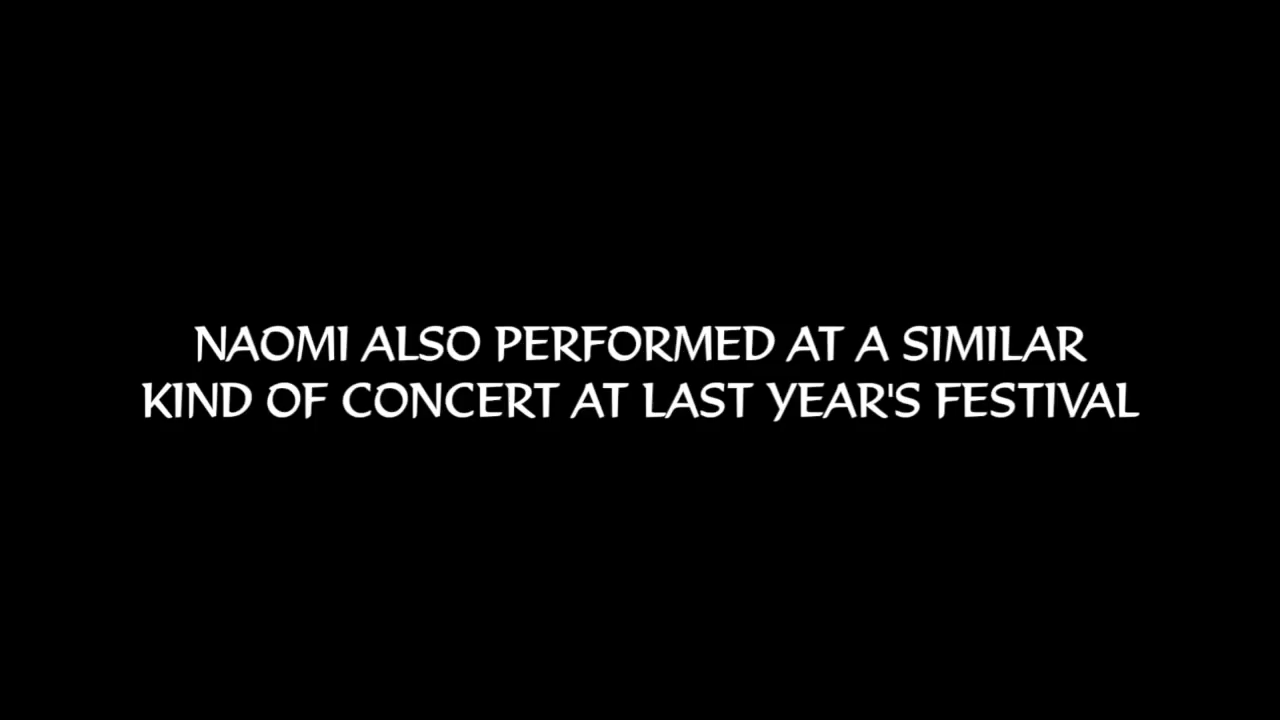 NAOMI ALSO PERFORMED AT A SIMILAR
KIND OF CONCERT AT LAST YEAR'S FESTIVAL